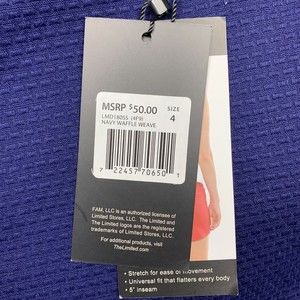 MSRP $50.00
SIZE
4
LMD1805S (4F9)
NAVY WAFFLE WEAVE
7 22457 70650 1
FAM, LLC is an authorized licensee of
Limited Stores, LLC. The Limited and
The Limited logos are the registered
trademarks of Limited Stores, LLC.
For additional products, visit
TheLimited.com
• Stretch for ease of movement
• Universal fit that flatters every body
• 5" inseam